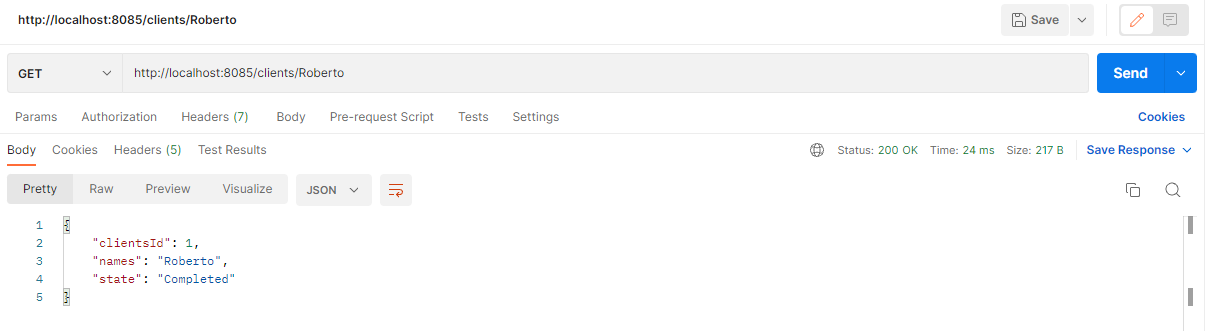 http://localhost:8085/clients/Roberto
Save
GET
http://localhost:8085/clients/Roberto
Send
Params Authorization Headers (7) Body Pre-request Script Tests Settings Cookies
Body Cookies Headers (5) Test Results Status: 200 OK Time: 24 ms Size: 217 B Save Response
Pretty Raw Preview Visualize JSON
1 {
2 "clientsId": 1,
3 "names": "Roberto",
4 "state": "Completed"
5 }